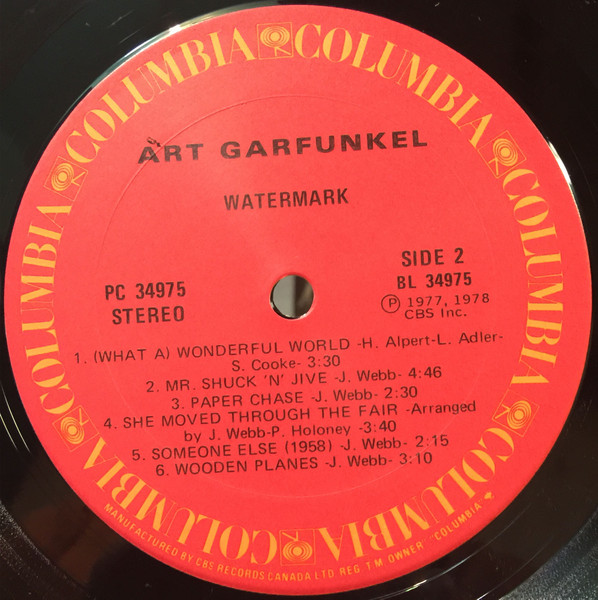 COLUMBIA COLUMBIA COLUMBIA COLUMBIA COLUMBIA COLUMBIA COLUMBIA COLUMBIA
ART GARFUNKEL
WATERMARK
PC 34975
STEREO
SIDE 2
BL 34975
Ⓟ 1977, 1978
CBS Inc.
1. (WHAT A) WONDERFUL WORLD -H. Alpert-L. Adler-
S. Cooke- 3:30
2. MR. SHUCK 'N' JIVE -J. Webb- 4:46
3. PAPER CHASE -J. Webb- 2:30
4. SHE MOVED THROUGH THE FAIR -Arranged
by J. Webb-P. Holoney -3:40
5. SOMEONE ELSE (1958) -J. Webb- 2:15
6. WOODEN PLANES -J. Webb- 3:10
MANUFACTURED BY CBS RECORDS CANADA LTD REG T·M OWNER "COLUMBIA"